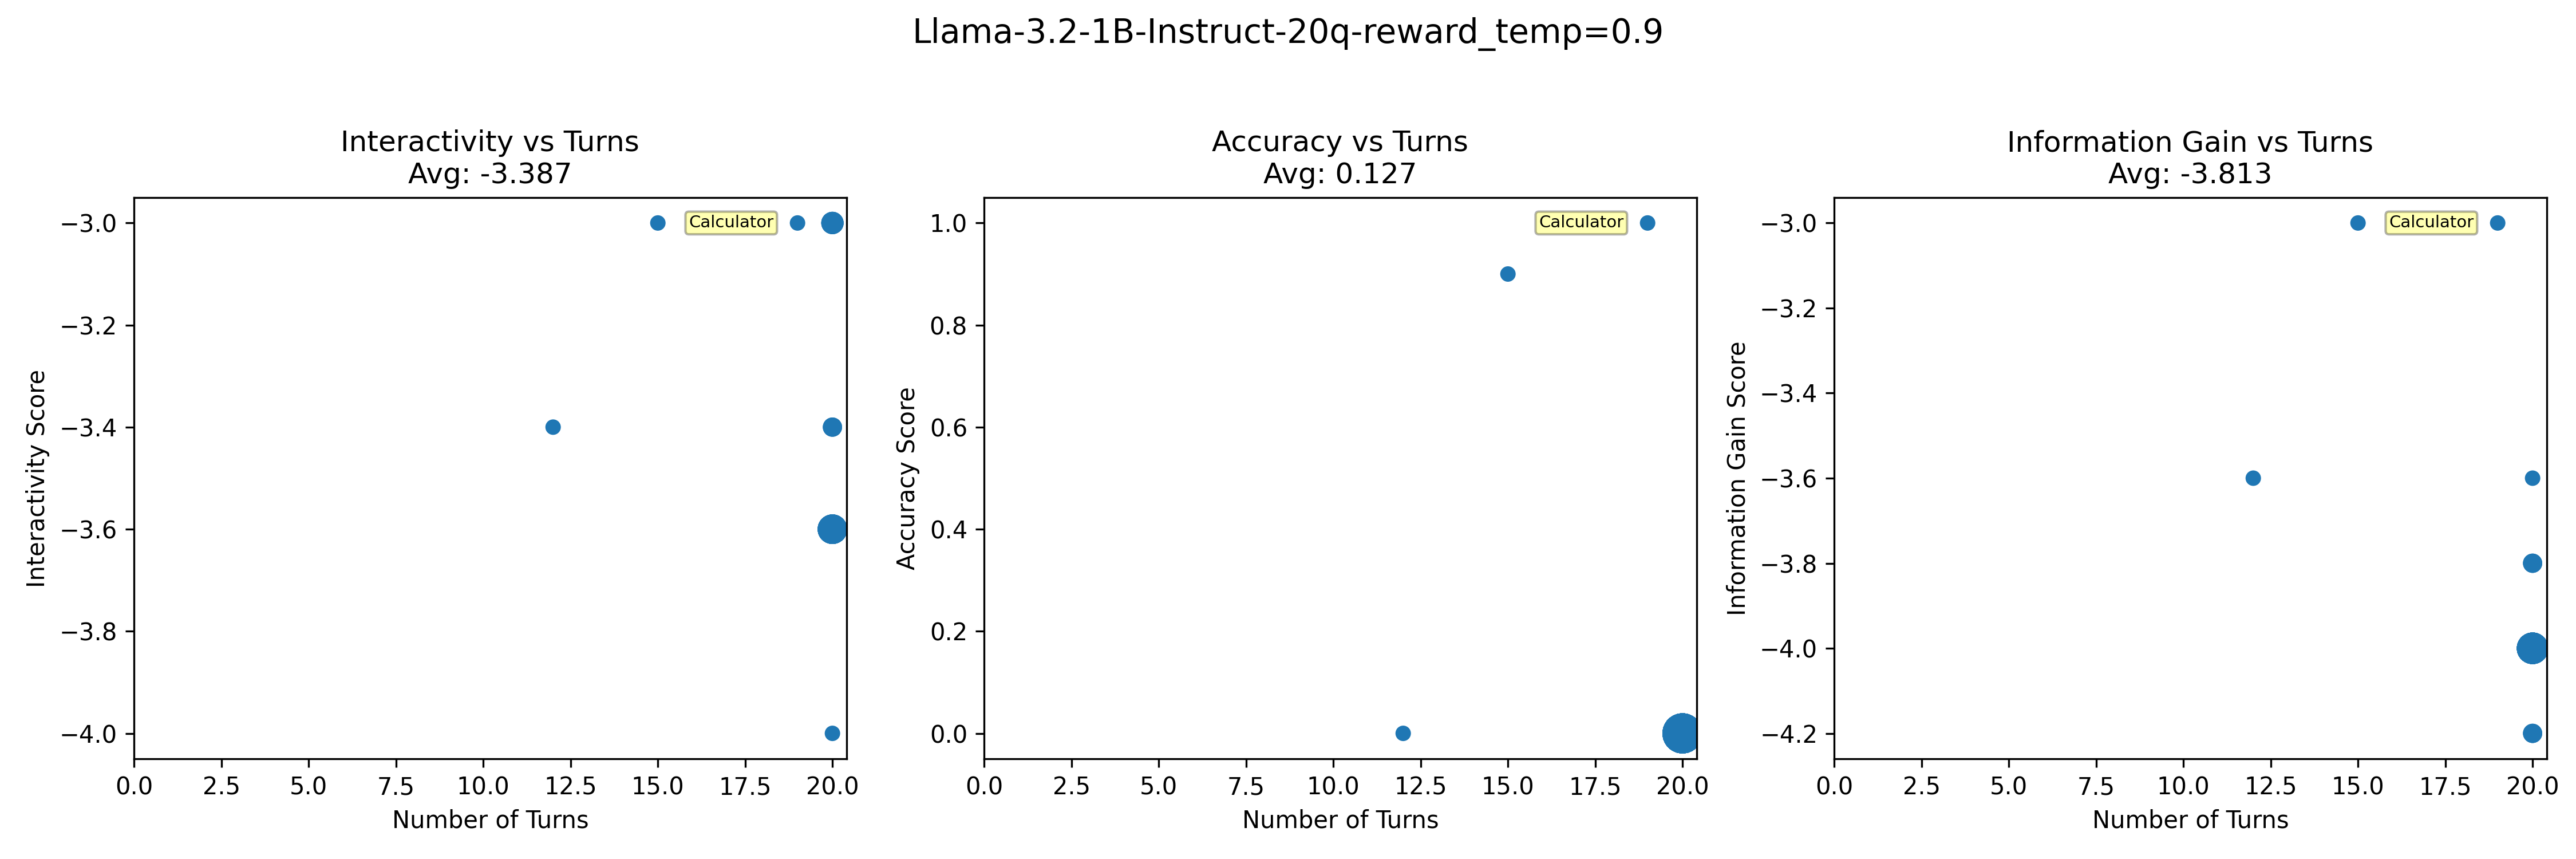 Llama-3.2-1B-Instruct-20q-reward_temp=0.9
Interactivity vs Turns
Avg: -3.387
Interactivity Score
−3.0
−3.2
−3.4
−3.6
−3.8
−4.0
Calculator
0.0 2.5 5.0 7.5 10.0 12.5 15.0 17.5 20.0
Number of Turns
Accuracy vs Turns
Avg: 0.127
Accuracy Score
1.0
0.8
0.6
0.4
0.2
0.0
Calculator
0.0 2.5 5.0 7.5 10.0 12.5 15.0 17.5 20.0
Number of Turns
Information Gain vs Turns
Avg: -3.813
Information Gain Score
−3.0
−3.2
−3.4
−3.6
−3.8
−4.0
−4.2
Calculator
0.0 2.5 5.0 7.5 10.0 12.5 15.0 17.5 20.0
Number of Turns